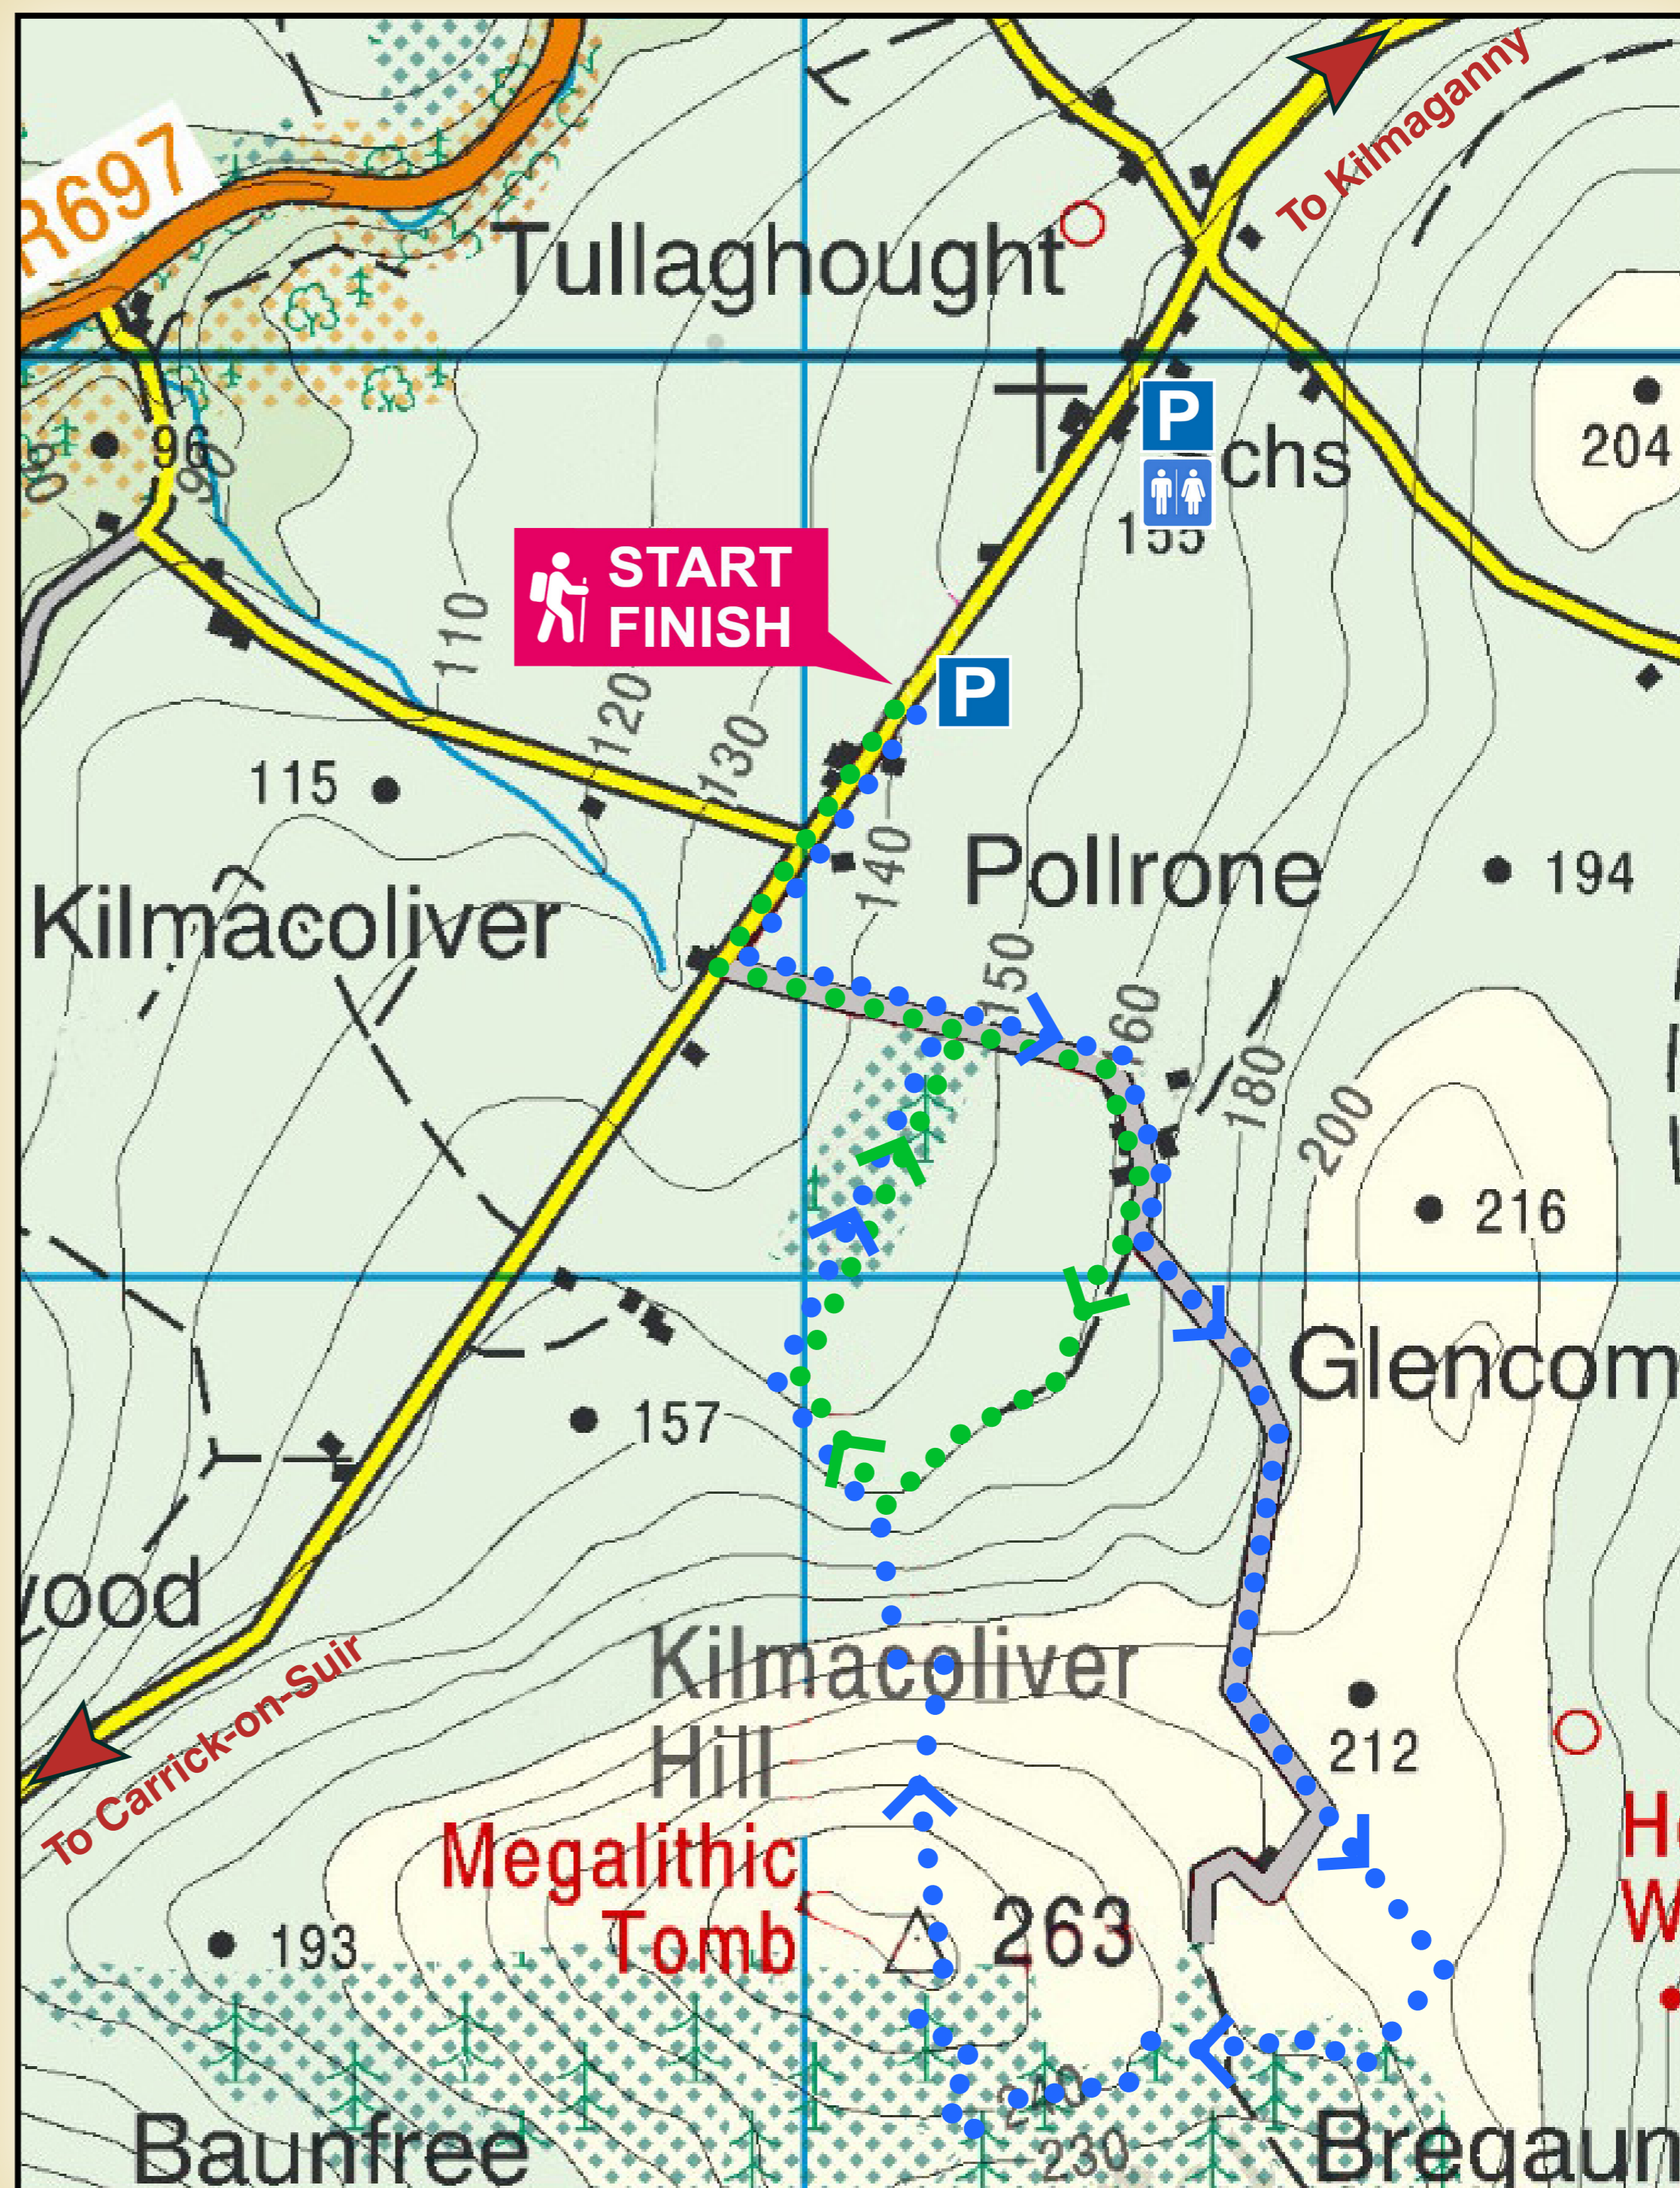 R697
To Kilmaganny
Tullaghought
204
96
90
P
chs
155
START
FINISH
110
120
130
P
115
140
Pollrone
194
Kilmacoliver
150
160
180
200
216
Glencom
157
wood
To Carrick-on-Suir
Kilmacoliver
Hill
212
Megalithic
Tomb
263
193
240
230
Baunfree
Bregaun